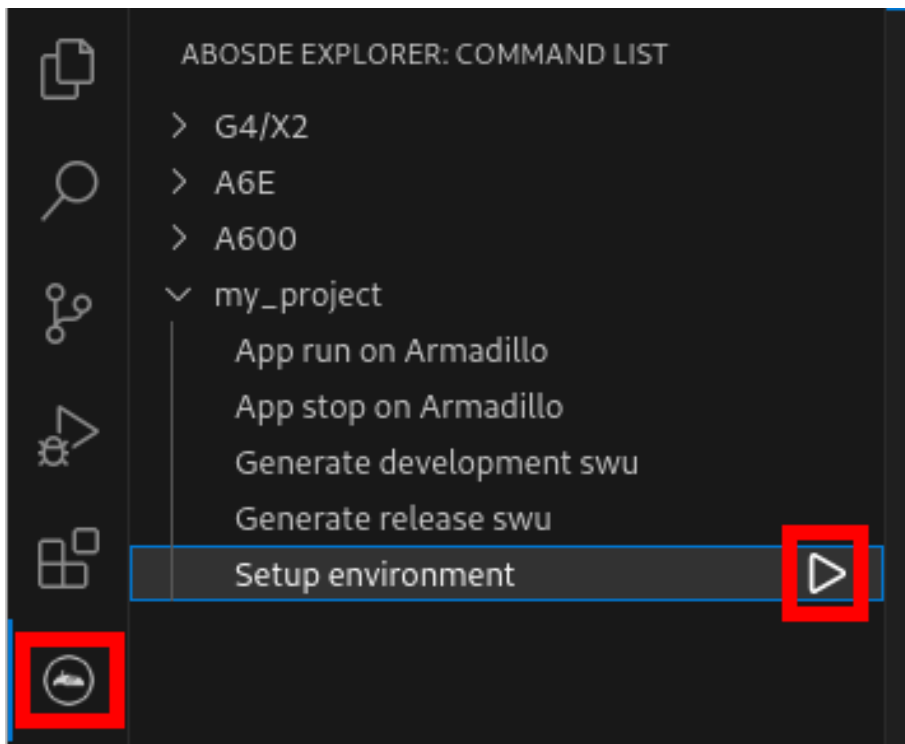 ABOSDE EXPLORER: COMMAND LIST
G4/X2
A6E
A600
my_project
App run on Armadillo
App stop on Armadillo
Generate development swu
Generate release swu
Setup environment